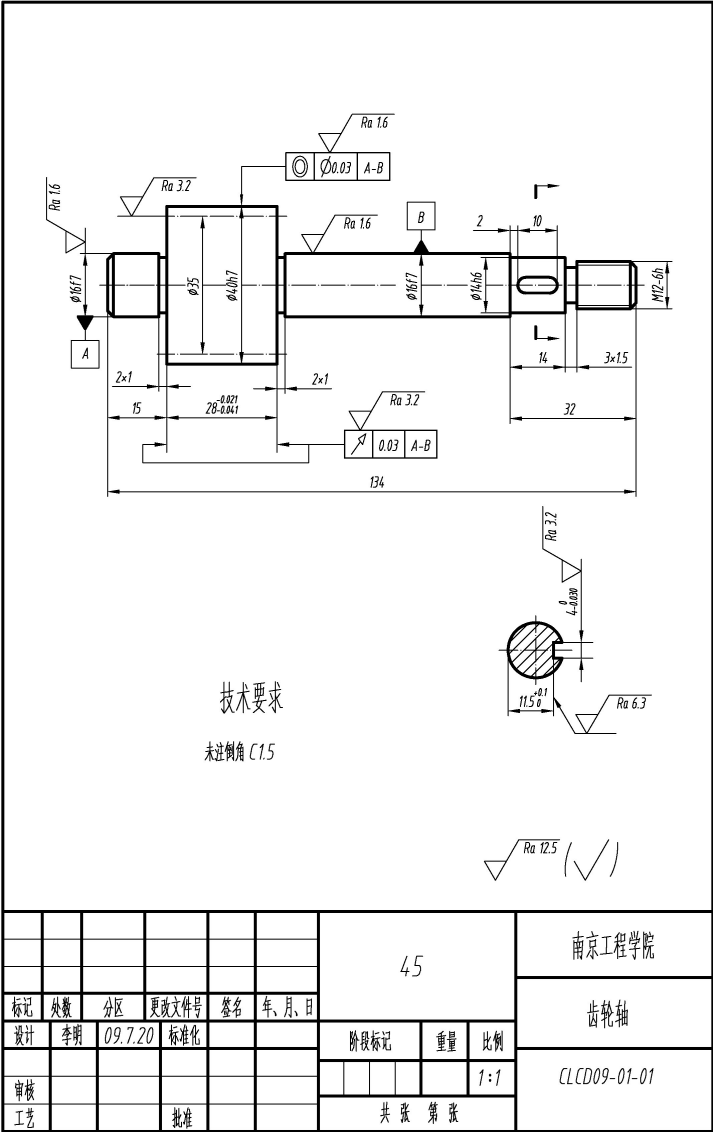 Ra 1.6
Ø0.03 A-B
Ra 1.6
Ra 3.2
Ra 1.6
B
2 10
Ø16f7
Ø35
Ø40h7
Ø16f7
Ø14h6
M12-6h
A
2×1
2×1
14
3×1.5
15
28 -0.021 -0.041
Ra 3.2
32
0.03 A-B
134
Ra 3.2
4 0 -0.030
11.5 +0.1 0
Ra 6.3
技术要求
未注倒角 C1.5
Ra 12.5 (√)
45
南京工程学院
标记 处数 分区 更改文件号 签名 年、月、日
齿轮轴
设计 李明 09.7.20 标准化
阶段标记 重量 比例
1:1
CLCD09-01-01
审核
工艺 批准
共 张 第 张